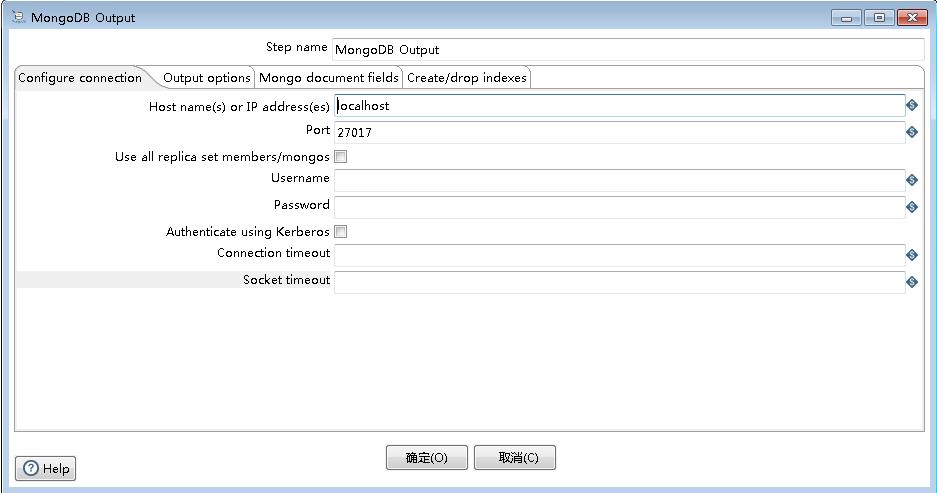 MongoDB Output
Step name MongoDB Output
Configure connection Output options Mongo document fields Create/drop indexes
Host name(s) or IP address(es) localhost
Port 27017
Use all replica set members/mongos
Username
Password
Authenticate using Kerberos
Connection timeout
Socket timeout
确定(O) 取消(C)
Help